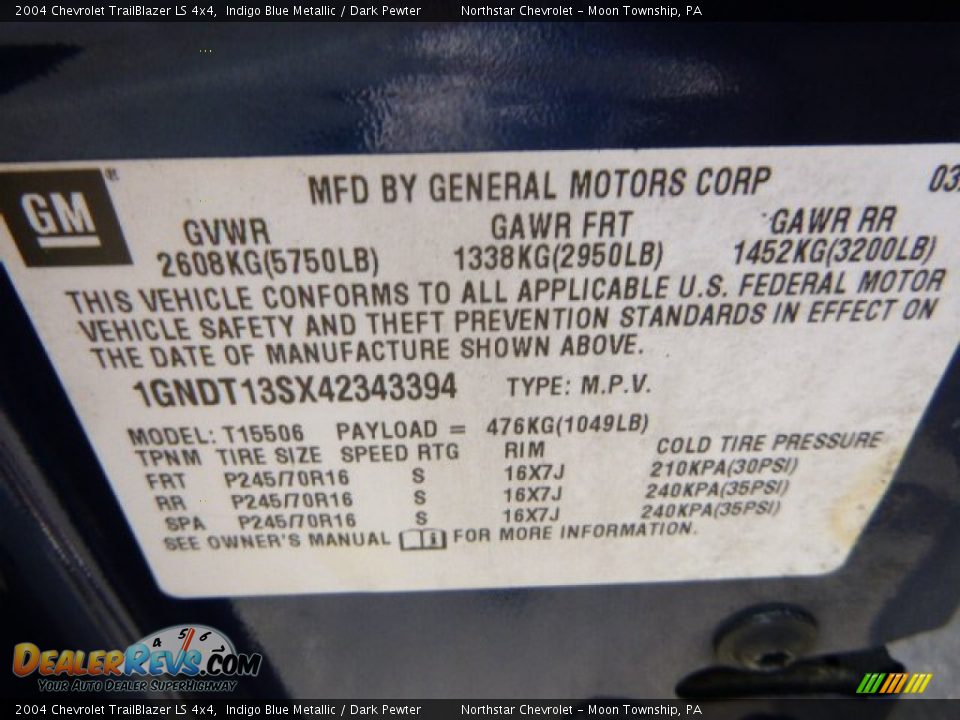 2004 Chevrolet TrailBlazer LS 4x4, Indigo Blue Metallic / Dark Pewter Northstar Chevrolet - Moon Township, PA
GM®
MFD BY GENERAL MOTORS CORP
GVWR GAWR FRT GAWR RR
2608KG(5750LB) 1338KG(2950LB) 1452KG(3200LB)
THIS VEHICLE CONFORMS TO ALL APPLICABLE U.S. FEDERAL MOTOR
VEHICLE SAFETY AND THEFT PREVENTION STANDARDS IN EFFECT ON
THE DATE OF MANUFACTURE SHOWN ABOVE.
1GNDT13SX42343394 TYPE: M.P.V.
MODEL: T15506 PAYLOAD = 476KG(1049LB)
TPNM TIRE SIZE SPEED RTG RIM COLD TIRE PRESSURE
FRT P245/70R16 S 16X7J 210KPA(30PSI)
RR P245/70R16 S 16X7J 240KPA(35PSI)
SPA P245/70R16 S 16X7J 240KPA(35PSI)
SEE OWNER'S MANUAL FOR MORE INFORMATION.
4 5 6
DEALERREVS.COM
YOUR AUTO DEALER SUPERHIGHWAY
2004 Chevrolet TrailBlazer LS 4x4, Indigo Blue Metallic / Dark Pewter Northstar Chevrolet - Moon Township, PA